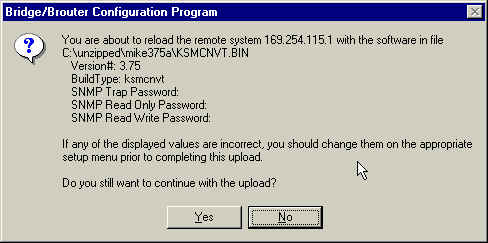 Bridge/Brouter Configuration Program
You are about to reload the remote system 169.254.115.1 with the software in file
C:\unzipped\mike375a\KSMCNVT.BIN
Version#: 3.75
BuildType: ksmcnvt
SNMP Trap Password:
SNMP Read Only Password:
SNMP Read Write Password:
If any of the displayed values are incorrect, you should change them on the appropriate
setup menu prior to completing this upload.
Do you still want to continue with the upload?
Yes
No